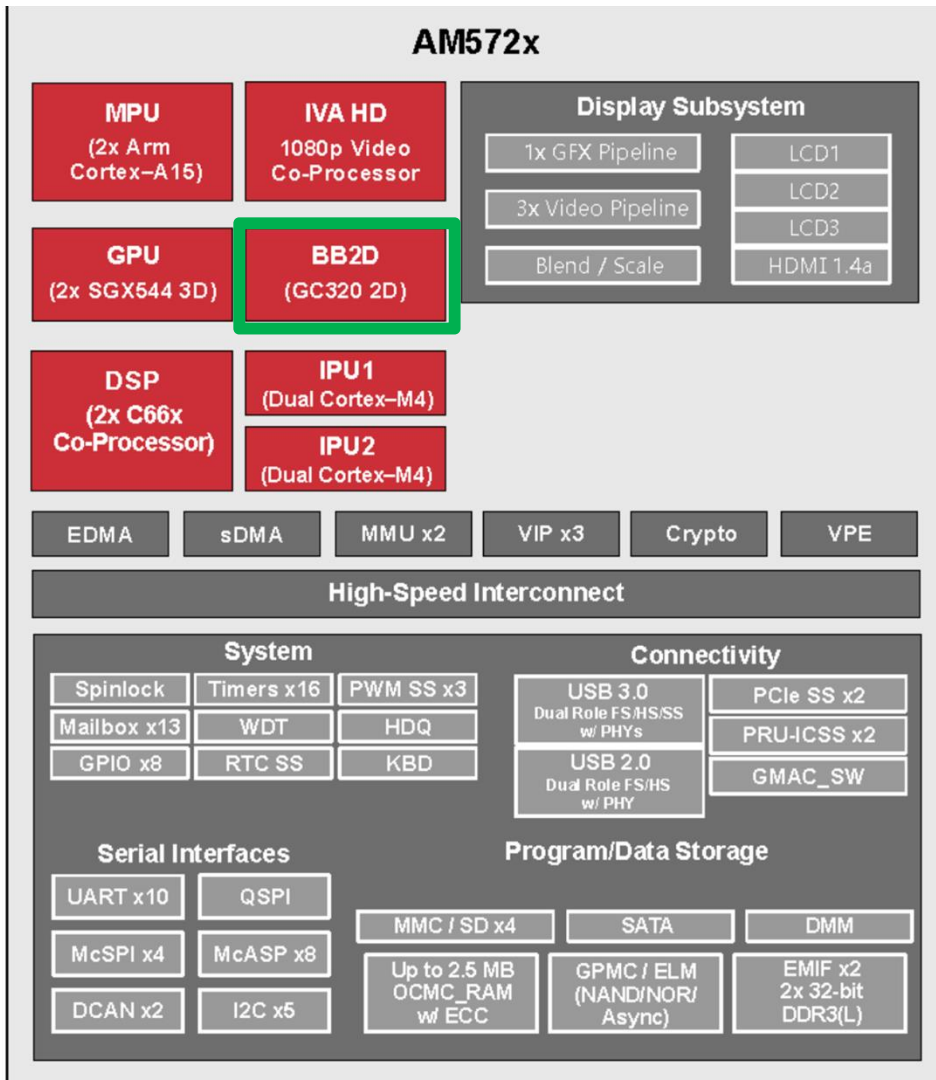 AM572x
MPU
(2x Arm
Cortex–A15)
IVA HD
1080p Video
Co-Processor
Display Subsystem
1x GFX Pipeline
3x Video Pipeline
Blend / Scale
LCD1
LCD2
LCD3
HDMI 1.4a
GPU
(2x SGX544 3D)
BB2D
(GC320 2D)
DSP
(2x C66x
Co-Processor)
IPU1
(Dual Cortex–M4)
IPU2
(Dual Cortex–M4)
EDMA
sDMA
MMU x2
VIP x3
Crypto
VPE
High-Speed Interconnect
System
Spinlock
Timers x16
PWM SS x3
Mailbox x13
WDT
HDQ
GPIO x8
RTC SS
KBD
Connectivity
USB 3.0
Dual Role FS/HS/SS
w/ PHYs
USB 2.0
Dual Role FS/HS
w/ PHY
PCIe SS x2
PRU-ICSS x2
GMAC_SW
Serial Interfaces
UART x10
QSPI
McSPI x4
McASP x8
DCAN x2
I2C x5
Program/Data Storage
MMC / SD x4
SATA
DMM
Up to 2.5 MB
OCMC_RAM
w/ ECC
GPMC / ELM
(NAND/NOR/
Async)
EMIF x2
2x 32-bit
DDR3(L)